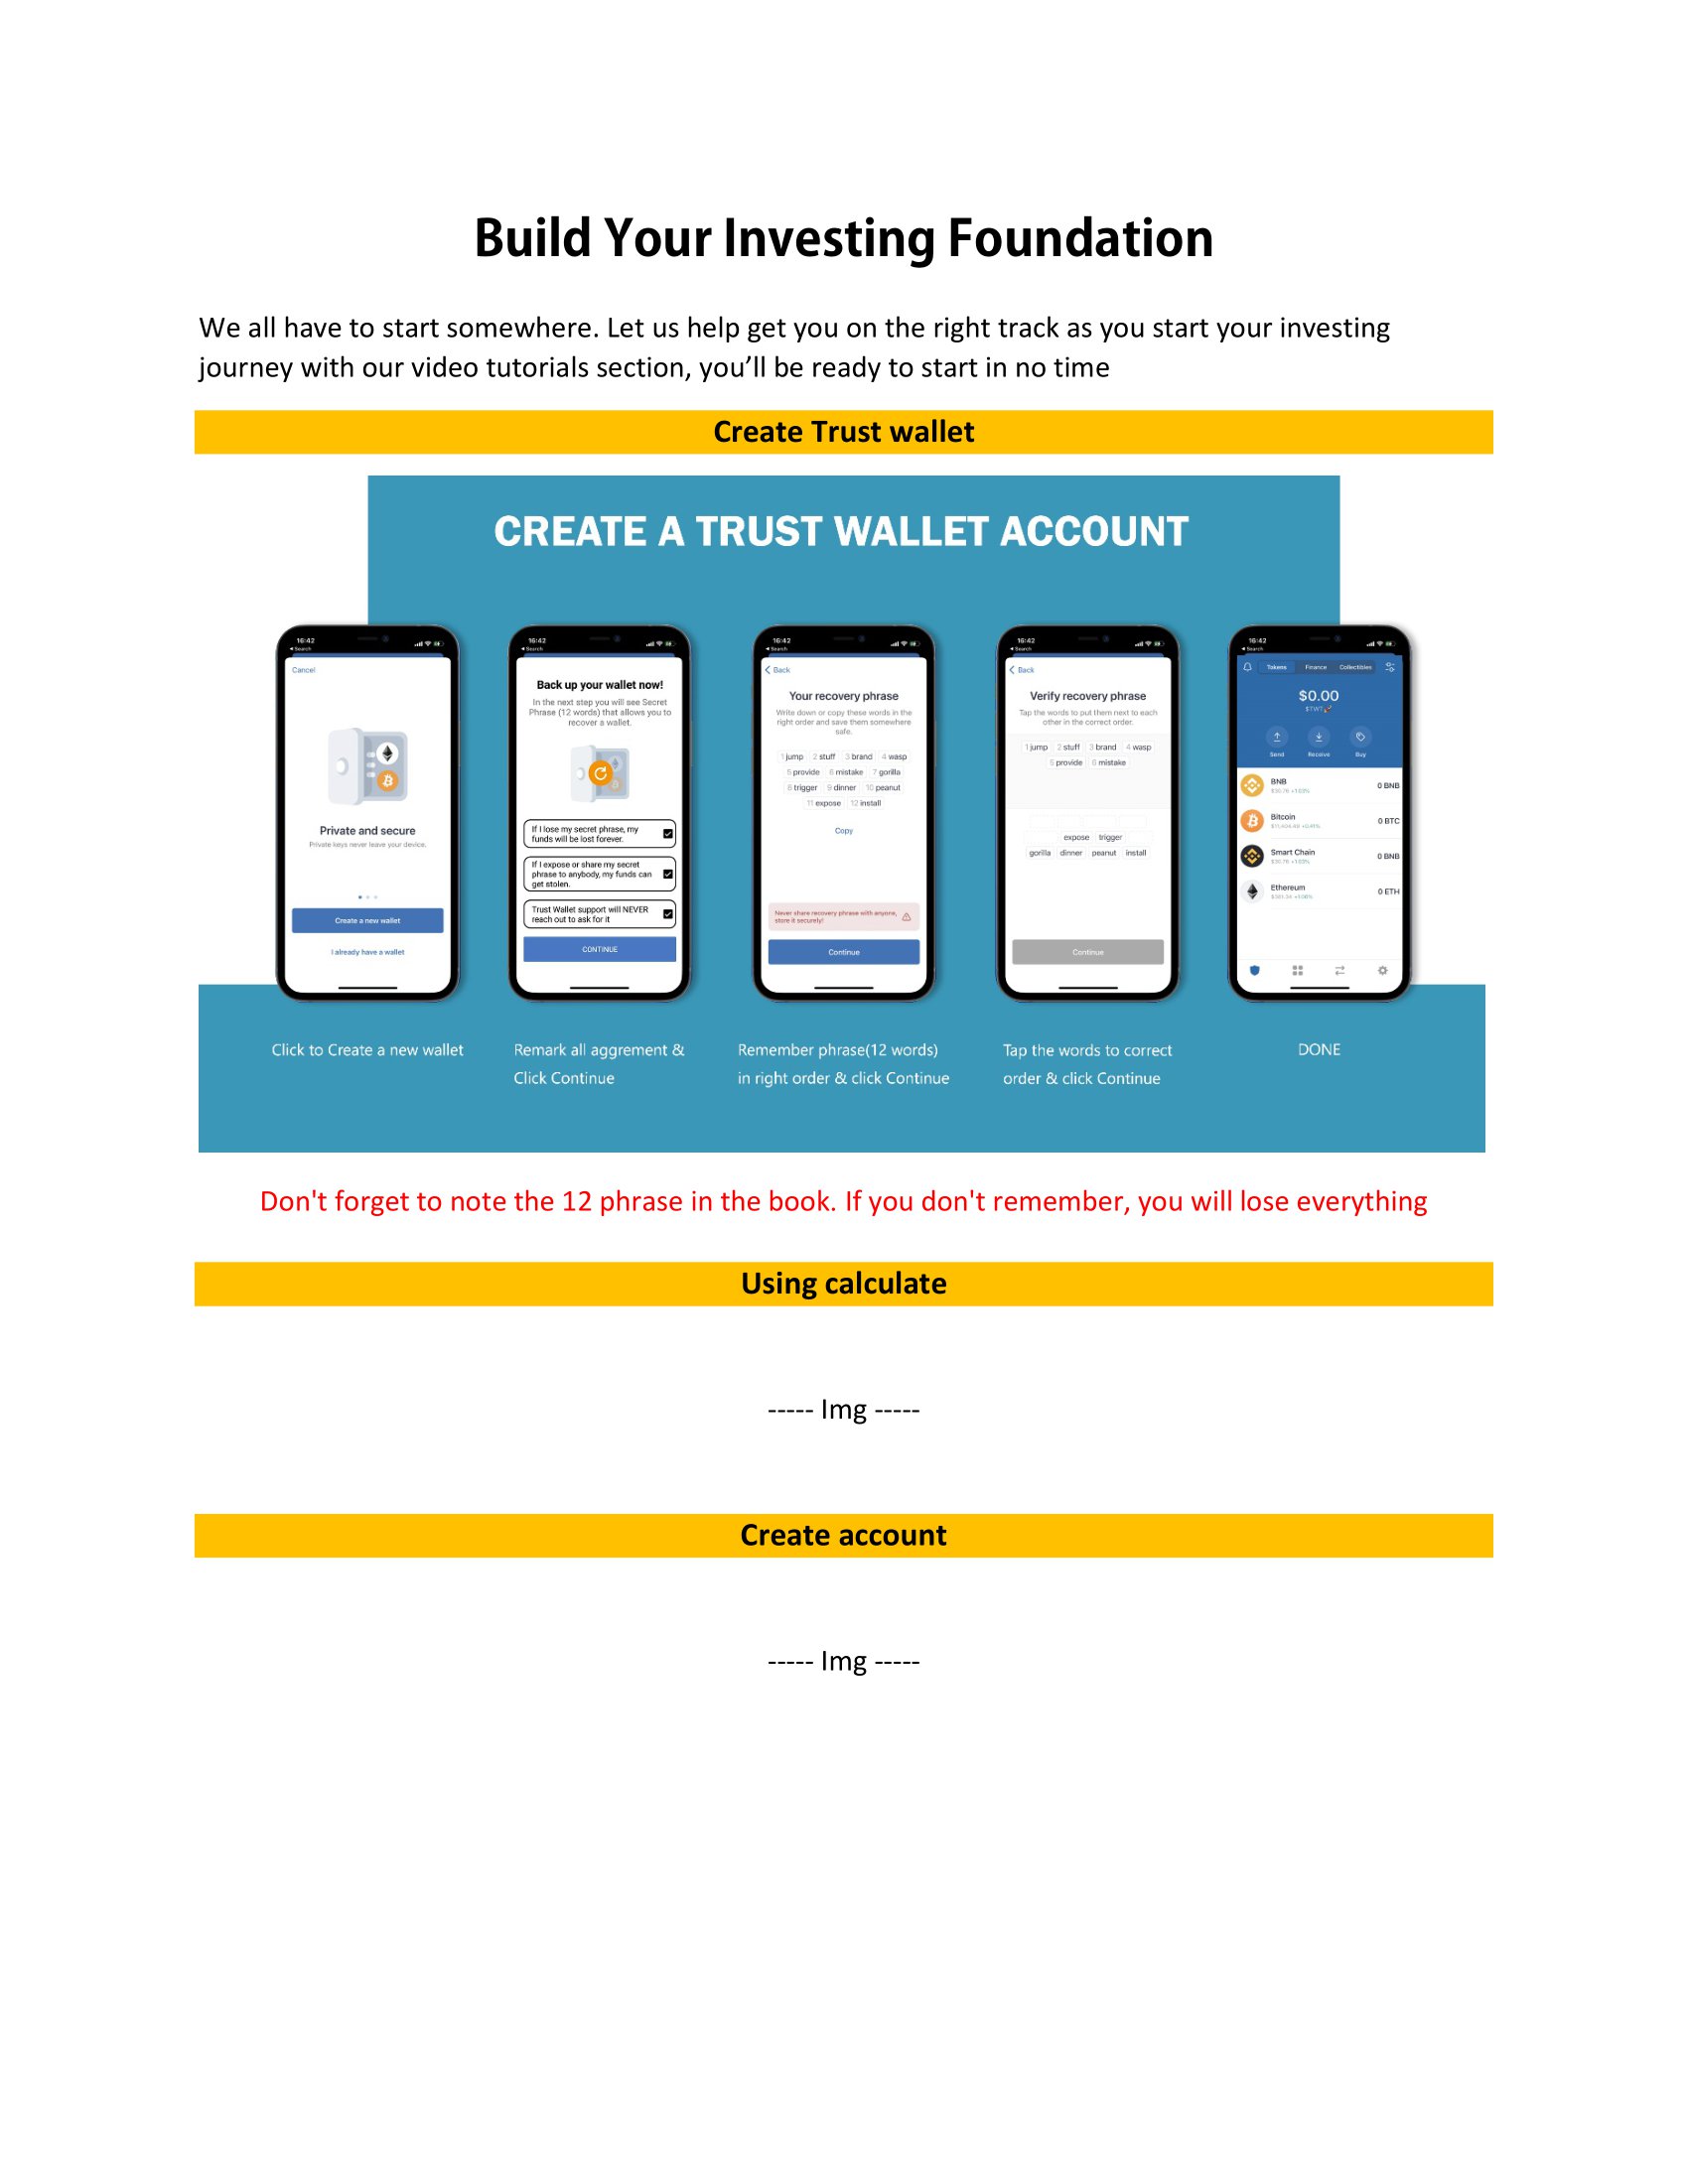 Build Your Investing Foundation
We all have to start somewhere. Let us help get you on the right track as you start your investing
journey with our video tutorials section, you’ll be ready to start in no time
Create Trust wallet
CREATE A TRUST WALLET ACCOUNT
16:42
Search
Cancel
Private and secure
Private keys never leave your device.
Create a new wallet
I already have a wallet
16:42
Search
Back up your wallet now!
In the next step you will see Secret
Phrase (12 words) that allows you to
recover a wallet.
If I lose my secret phrase, my
funds will be lost forever.
If I expose or share my secret
phrase to anybody, my funds can
get stolen.
Trust Wallet support will NEVER
reach out to ask for it
CONTINUE
16:42
Search
Back
Your recovery phrase
Write down or copy these words in the
right order and save them somewhere
safe.
1 jump 2 stuff 3 brand 4 wasp
5 provide 6 mistake 7 gorilla
8 trigger 9 dinner 10 peanut
11 expose 12 install
Copy
Never share recovery phrase with anyone,
store it securely!
Continue
16:42
Search
Back
Verify recovery phrase
Tap the words to put them next to each
other in the correct order.
1 jump 2 stuff 3 brand 4 wasp
5 provide 6 mistake
expose trigger
gorilla dinner peanut install
Continue
16:42
Search
Tokens Finance Collectibles
$0.00
$TWT
Send Receive Buy
BNB
0 BNB
Bitcoin
0 BTC
Smart Chain
0 BNB
Ethereum
0 ETH
Click to Create a new wallet
Remark all aggrement &
Click Continue
Remember phrase(12 words)
in right order & click Continue
Tap the words to correct
order & click Continue
DONE
Don't forget to note the 12 phrase in the book. If you don't remember, you will lose everything
Using calculate
----- Img -----
Create account
----- Img -----